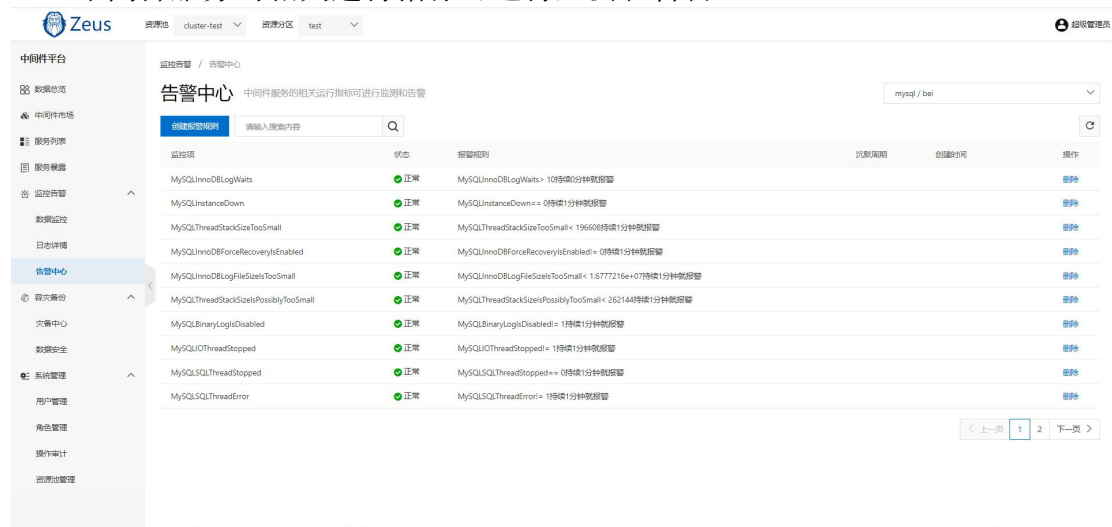 Zeus
资源池 cluster-test 资源分区 test 超级管理员
中间件平台
数据总览
中间件市场
服务列表
服务暴露
监控告警
数据监控
日志详情
告警中心
容灾备份
灾备中心
数据安全
系统管理
用户管理
角色管理
操作审计
资源池管理
监控告警 / 告警中心
告警中心 中间件服务的相关运行指标可进行监测和告警 mysql / bei
创建报警规则 请输入搜索内容
监控项 状态 报警规则 沉默周期 创建时间 操作
MySQLInnoDBLogWaits 正常 MySQLInnoDBLogWaits> 10持续0分钟就报警 删除
MySQLInstanceDown 正常 MySQLInstanceDown== 0持续1分钟就报警 删除
MySQLThreadStackSizeTooSmall 正常 MySQLThreadStackSizeTooSmall< 196608持续1分钟就报警 删除
MySQLInnoDBForceRecoveryIsEnabled 正常 MySQLInnoDBForceRecoveryIsEnabled!= 0持续1分钟就报警 删除
MySQLInnoDBLogFileSizeIsTooSmall 正常 MySQLInnoDBLogFileSizeIsTooSmall< 1.6777216e+07持续1分钟就报警 删除
MySQLThreadStackSizeIsPossiblyTooSmall 正常 MySQLThreadStackSizeIsPossiblyTooSmall< 262144持续1分钟就报警 删除
MySQLBinaryLogIsDisabled 正常 MySQLBinaryLogIsDisabled!= 1持续1分钟就报警 删除
MySQLIOThreadStopped 正常 MySQLIOThreadStopped!= 1持续1分钟就报警 删除
MySQLSQLThreadStopped 正常 MySQLSQLThreadStopped== 0持续1分钟就报警 删除
MySQLSQLThreadError 正常 MySQLSQLThreadError!= 1持续1分钟就报警 删除
上一页 1 2 下一页